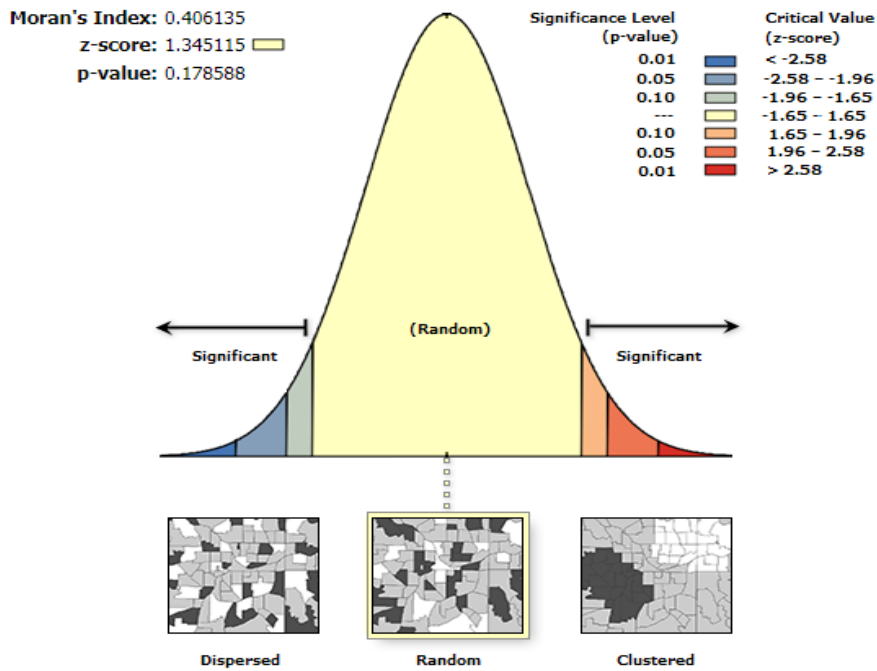 Moran's Index: 0.406135
z-score: 1.345115
p-value: 0.178588
Significance Level
(p-value)
Critical Value
(z-score)
0.01 < -2.58
0.05 -2.58 – -1.96
0.10 -1.96 – -1.65
--- -1.65 – 1.65
0.10 1.65 – 1.96
0.05 1.96 – 2.58
0.01 > 2.58
(Random)
Significant Significant
Dispersed Random Clustered